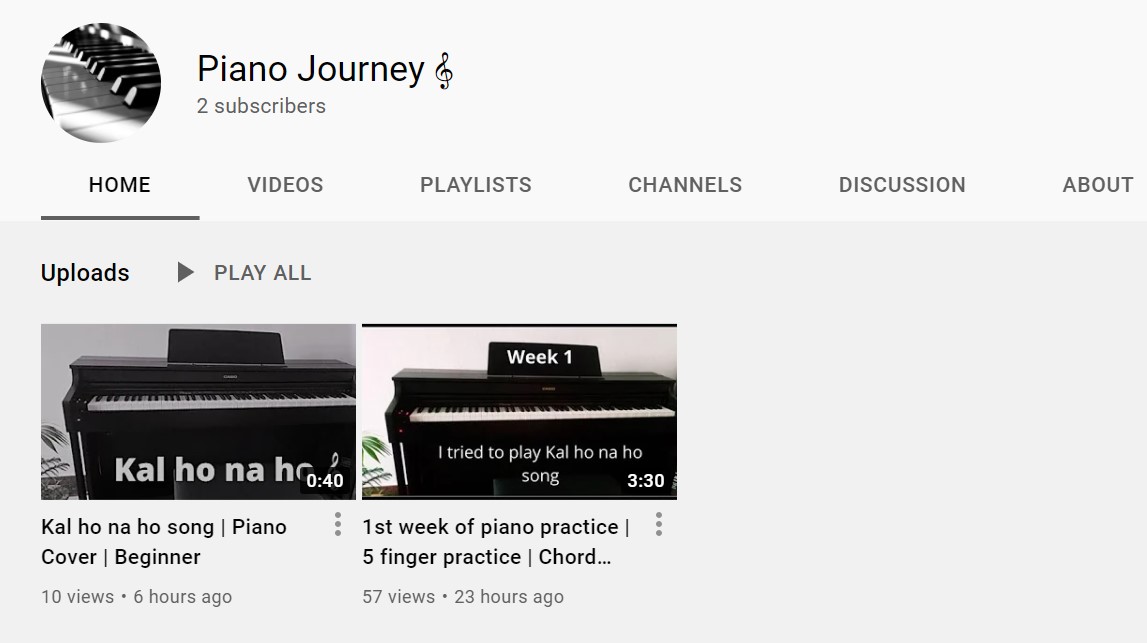 Piano Journey 𝄞
2 subscribers
HOME VIDEOS PLAYLISTS CHANNELS DISCUSSION ABOUT
Uploads PLAY ALL
Kal ho na ho
0:40
Week 1
I tried to play Kal ho na ho
song
3:30
Kal ho na ho song | Piano
Cover | Beginner
10 views • 6 hours ago
1st week of piano practice |
5 finger practice | Chord...
57 views • 23 hours ago